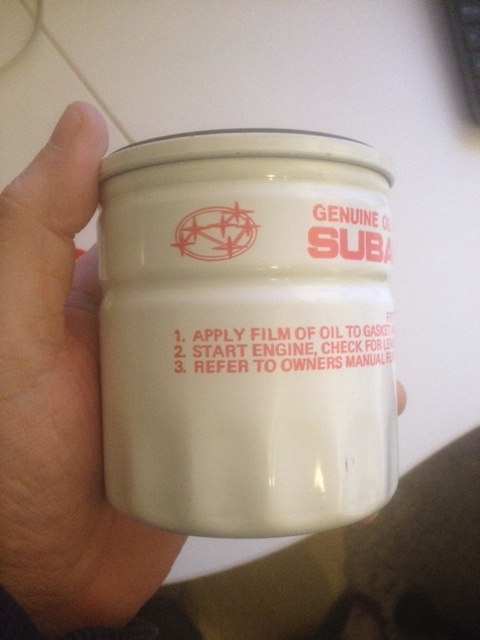 GENUINE
SUBA
1. APPLY FILM OF OIL TO GASKET
2. START ENGINE, CHECK FOR
3. REFER TO OWNERS MANUAL